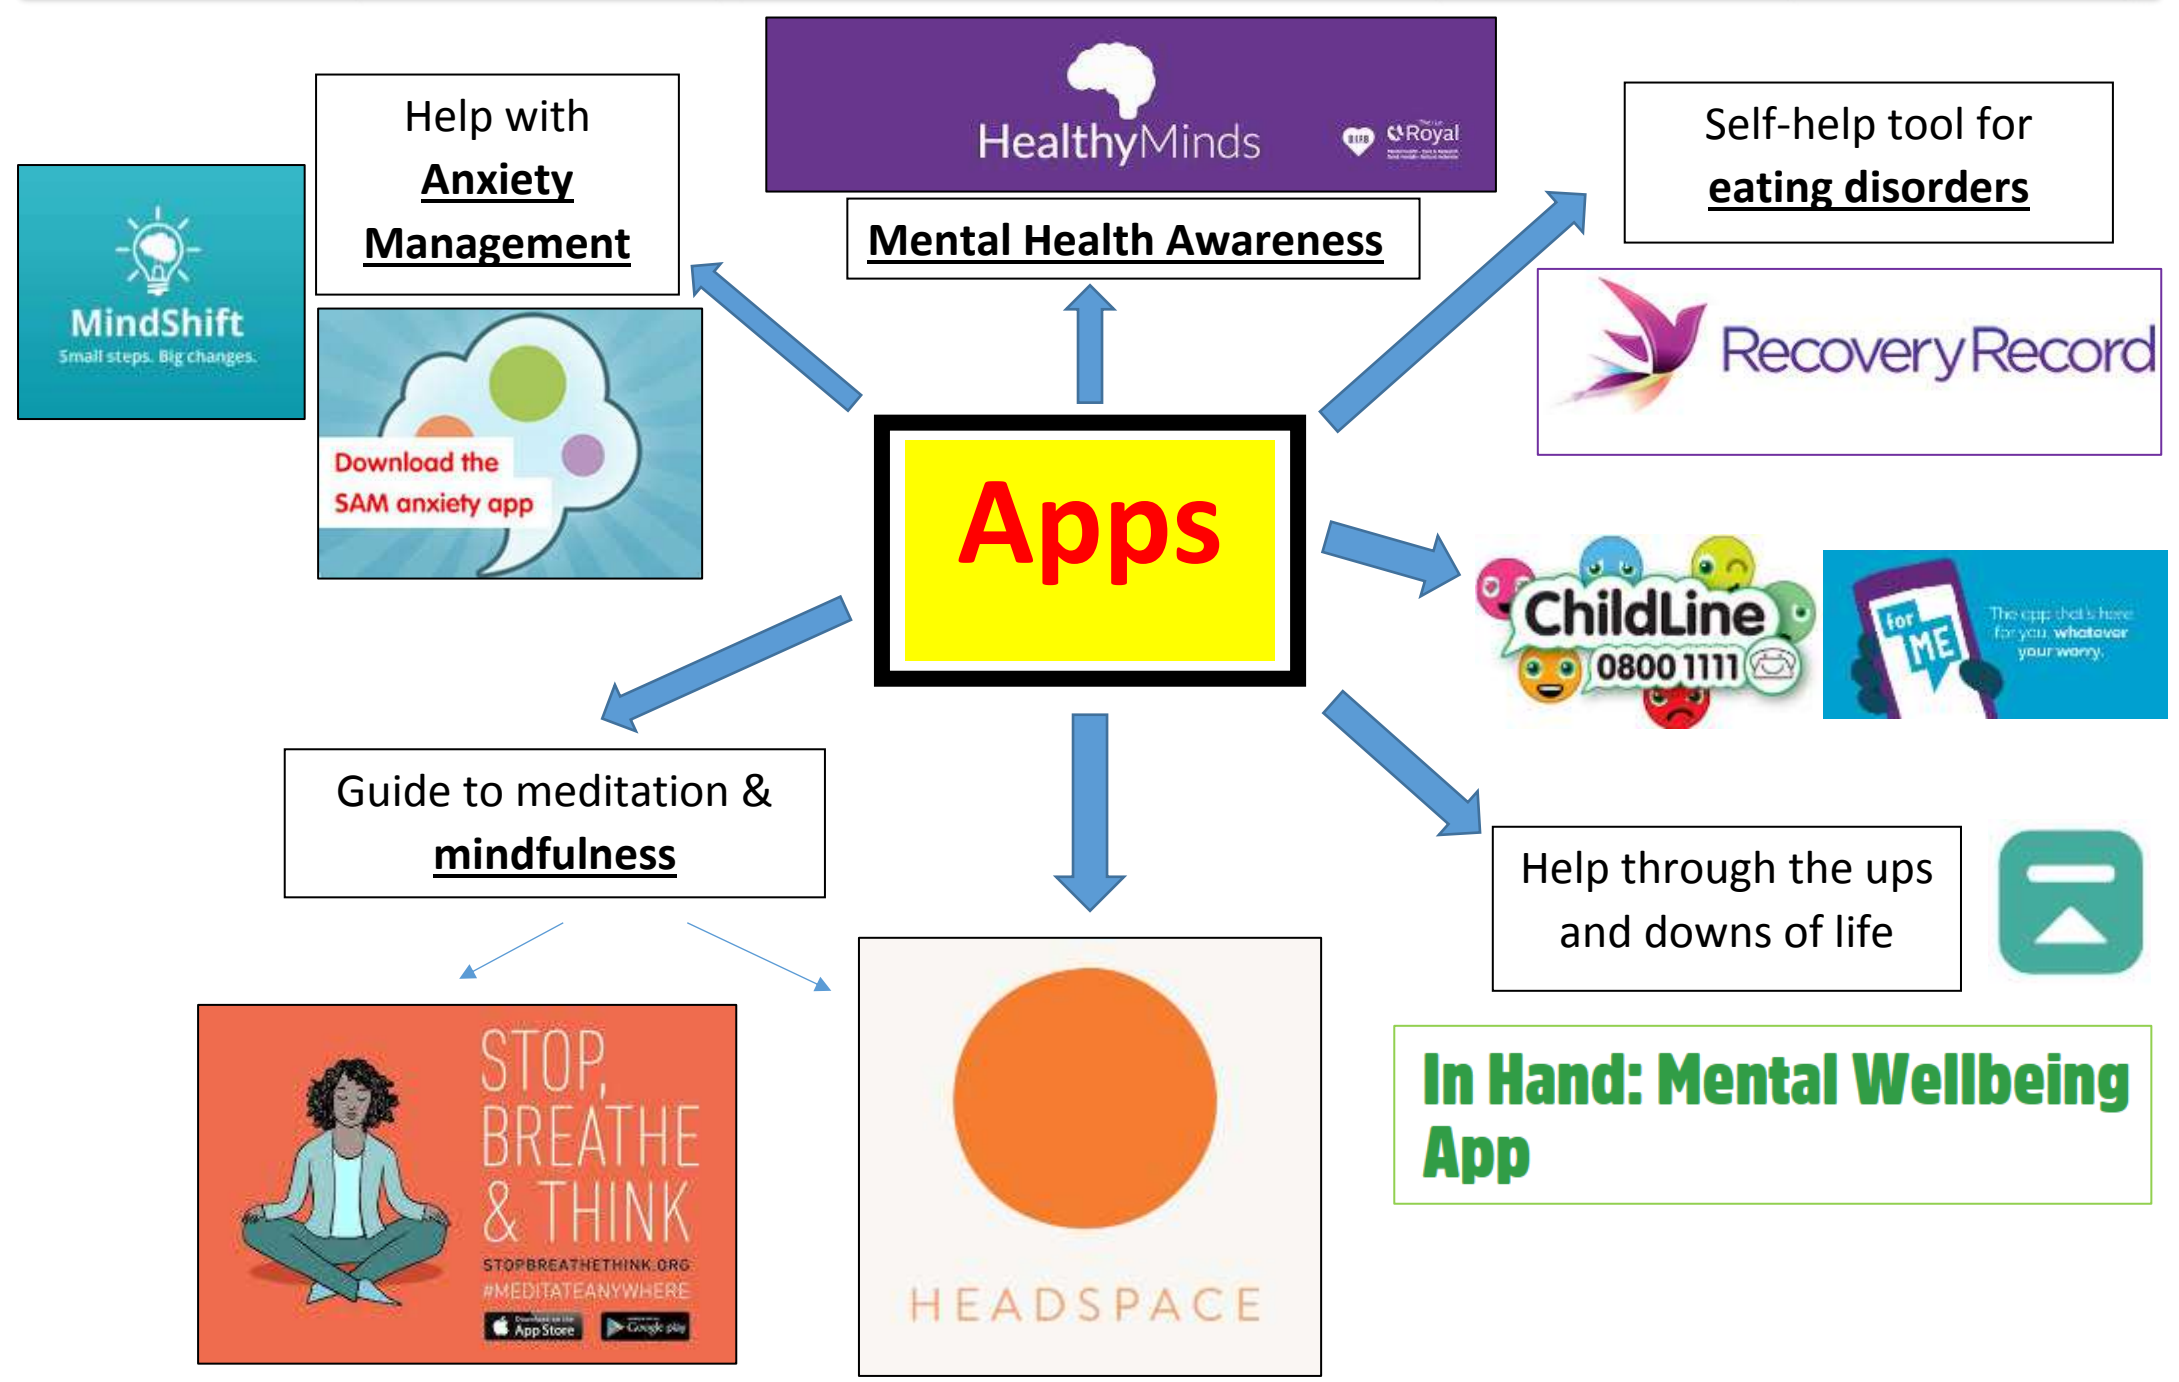 HealthyMinds
Royal
Mental Health Awareness
Help with
Anxiety
Management
MindShift
Small steps. Big changes.
Download the
SAM anxiety app
Self-help tool for
eating disorders
Recovery Record
Apps
ChildLine
0800 1111
for
ME
The app that's here
for you, whatever
your worry.
Guide to meditation &
mindfulness
Help through the ups
and downs of life
STOP,
BREATHE
& THINK
STOPBREATHETHINK.ORG
#MEDITATEANYWHERE
App Store
Google play
HEADSPACE
In Hand: Mental Wellbeing
App